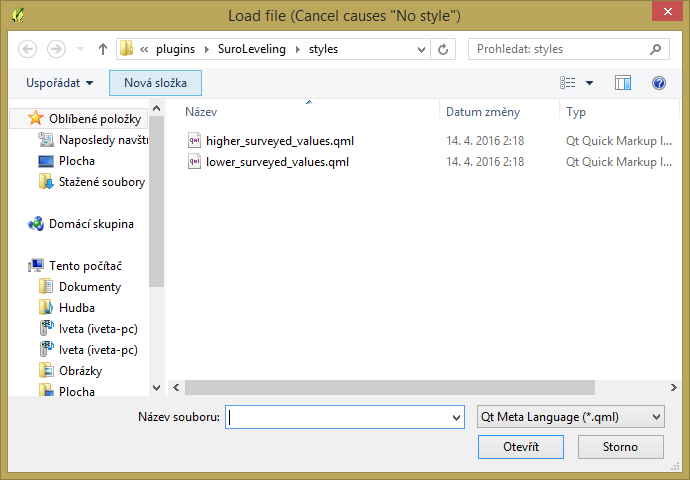 Load file (Cancel causes "No style")
« plugins SuroLeveling styles
Prohledat: styles
Uspořádat
Nová složka
Název Datum změny Typ
higher_surveyed_values.qml 14. 4. 2016 2:18 Qt Quick Markup l...
lower_surveyed_values.qml 14. 4. 2016 2:18 Qt Quick Markup l...
Oblíbené položky
Naposledy navští
Plocha
Stažené soubory
Domácí skupina
Tento počítač
Dokumenty
Hudba
Iveta (iveta-pc)
Iveta (iveta-pc)
Obrázky
Plocha
Název souboru:
Qt Meta Language (*.qml)
Otevřít
Storno